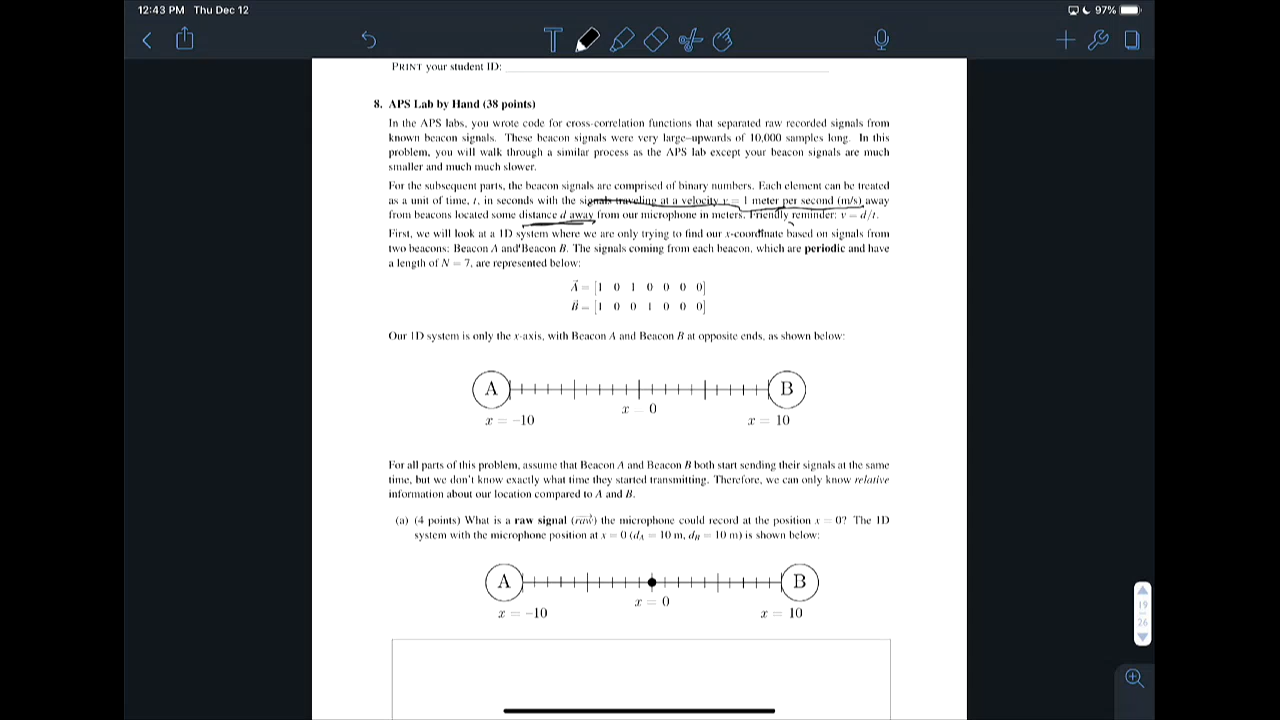 12:43 PM Thu Dec 12
97%
PRINT your student ID:
8. APS Lab by Hand (38 points)
In the APS labs, you wrote code for cross-correlation functions that separated raw recorded signals from
known beacon signals. These beacon signals were very large–upwards of 10,000 samples long. In this
problem, you will walk through a similar process as the APS lab except your beacon signals are much
smaller and much much slower.
For the subsequent parts, the beacon signals are comprised of binary numbers. Each element can be treated
as a unit of time, t, in seconds with the signals traveling at a velocity v = 1 meter per second (m/s) away
from beacons located some distance d away from our microphone in meters. Friendly reminder: v = d/t.
First, we will look at a 1D system where we are only trying to find our x-coordinate based on signals from
two beacons: Beacon A and Beacon B. The signals coming from each beacon, which are periodic and have
a length of N = 7, are represented below:
A⃗ = [1 0 1 0 0 0 0]
B⃗ = [1 0 0 1 0 0 0]
Our 1D system is only the x-axis, with Beacon A and Beacon B at opposite ends, as shown below:
A B
x = 0
x = −10 x = 10
For all parts of this problem, assume that Beacon A and Beacon B both start sending their signals at the same
time, but we don't know exactly what time they started transmitting. Therefore, we can only know relative
information about our location compared to A and B.
(a) (4 points) What is a raw signal (raw⃗) the microphone could record at the position x = 0? The 1D
system with the microphone position at x = 0 (dA = 10 m, dB = 10 m) is shown below:
A B
x = 0
x = −10 x = 10
19
26